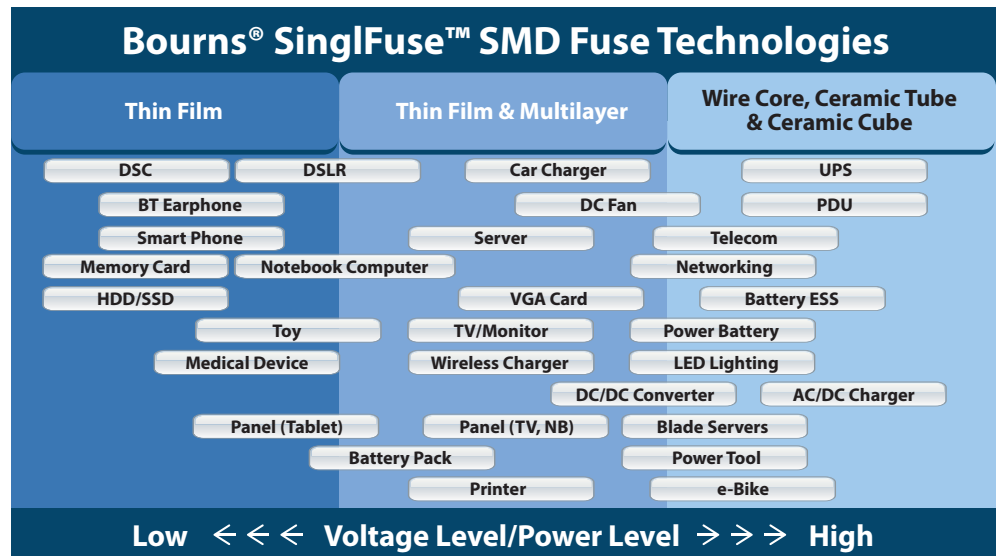 Bourns® SinglFuse™ SMD Fuse Technologies
Thin Film
Thin Film & Multilayer
Wire Core, Ceramic Tube
& Ceramic Cube
DSC
DSLR
Car Charger
UPS
BT Earphone
DC Fan
PDU
Smart Phone
Server
Telecom
Memory Card
Notebook Computer
Networking
HDD/SSD
VGA Card
Battery ESS
Toy
TV/Monitor
Power Battery
Medical Device
Wireless Charger
LED Lighting
DC/DC Converter
AC/DC Charger
Panel (Tablet)
Panel (TV, NB)
Blade Servers
Battery Pack
Power Tool
Printer
e-Bike
Low ← ← ← Voltage Level/Power Level → → → High